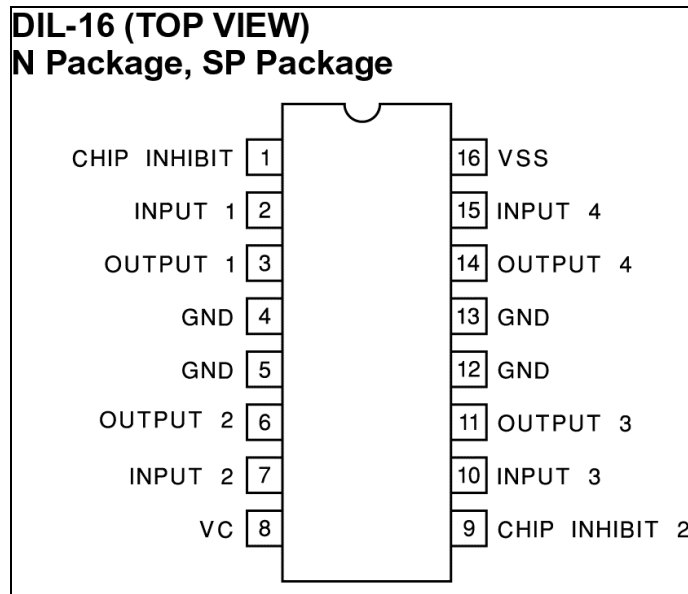 DIL-16 (TOP VIEW)
N Package, SP Package
CHIP INHIBIT 1 16 VSS
INPUT 1 2 15 INPUT 4
OUTPUT 1 3 14 OUTPUT 4
GND 4 13 GND
GND 5 12 GND
OUTPUT 2 6 11 OUTPUT 3
INPUT 2 7 10 INPUT 3
VC 8 9 CHIP INHIBIT 2